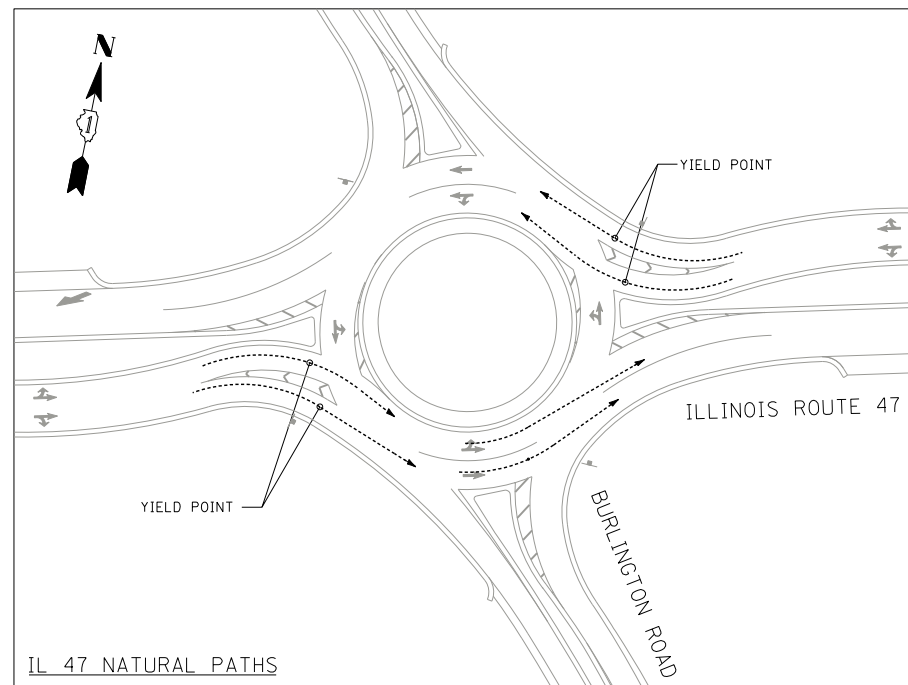 N
1
YIELD POINT
ILLINOIS ROUTE 47
YIELD POINT
BURLINGTON ROAD
IL 47 NATURAL PATHS